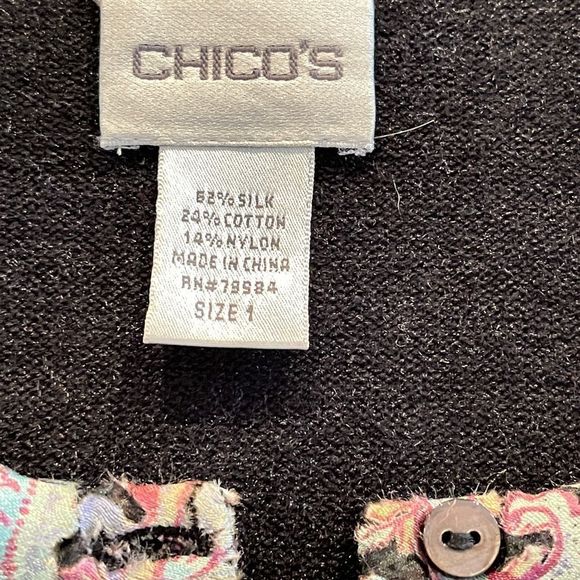 CHICO'S
62% SILK
24% COTTON
14% NYLON
MADE IN CHINA
RN#79984
SIZE 1